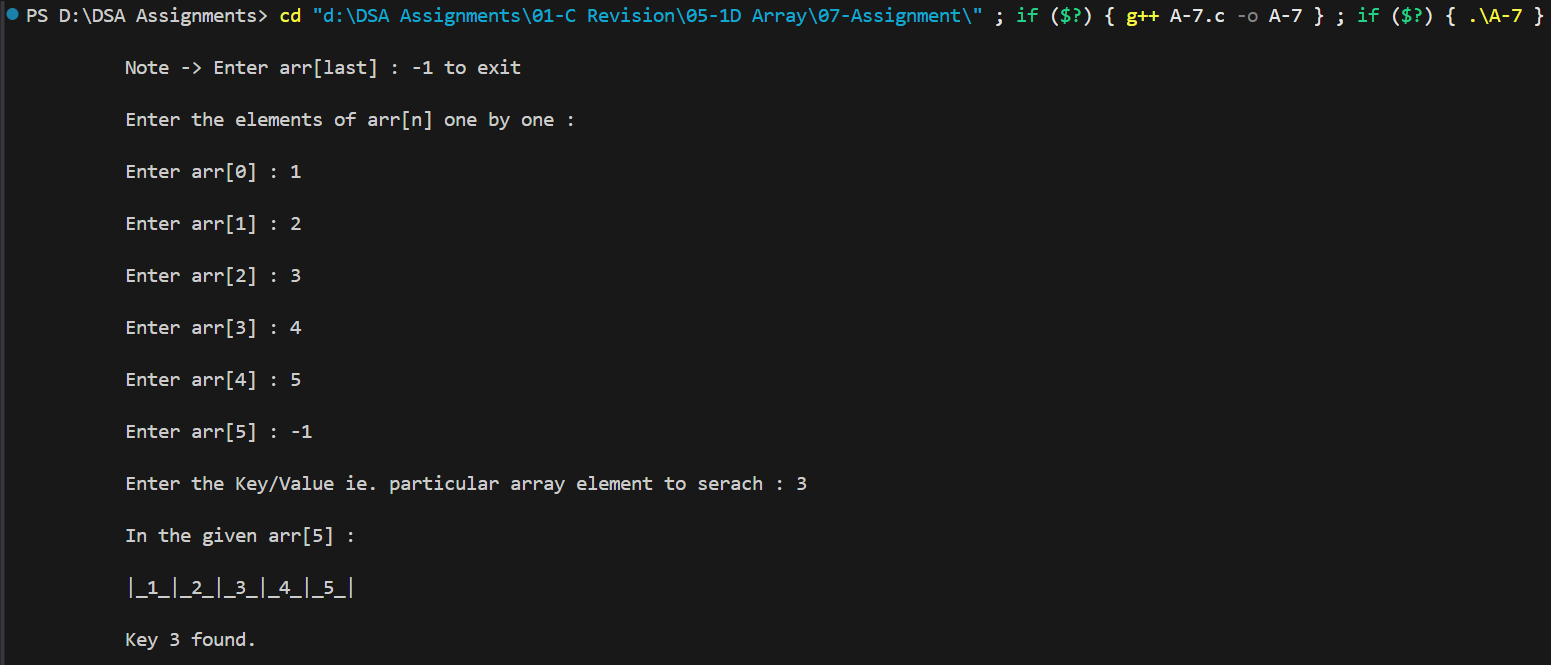 PS D:\DSA Assignments> cd "d:\DSA Assignments\01-C Revision\05-1D Array\07-Assignment\" ; if ($?) { g++ A-7.c -o A-7 } ; if ($?) { .\A-7 }
Note -> Enter arr[last] : -1 to exit
Enter the elements of arr[n] one by one :
Enter arr[0] : 1
Enter arr[1] : 2
Enter arr[2] : 3
Enter arr[3] : 4
Enter arr[4] : 5
Enter arr[5] : -1
Enter the Key/Value ie. particular array element to serach : 3
In the given arr[5] :
|_1_|_2_|_3_|_4_|_5_|
Key 3 found.